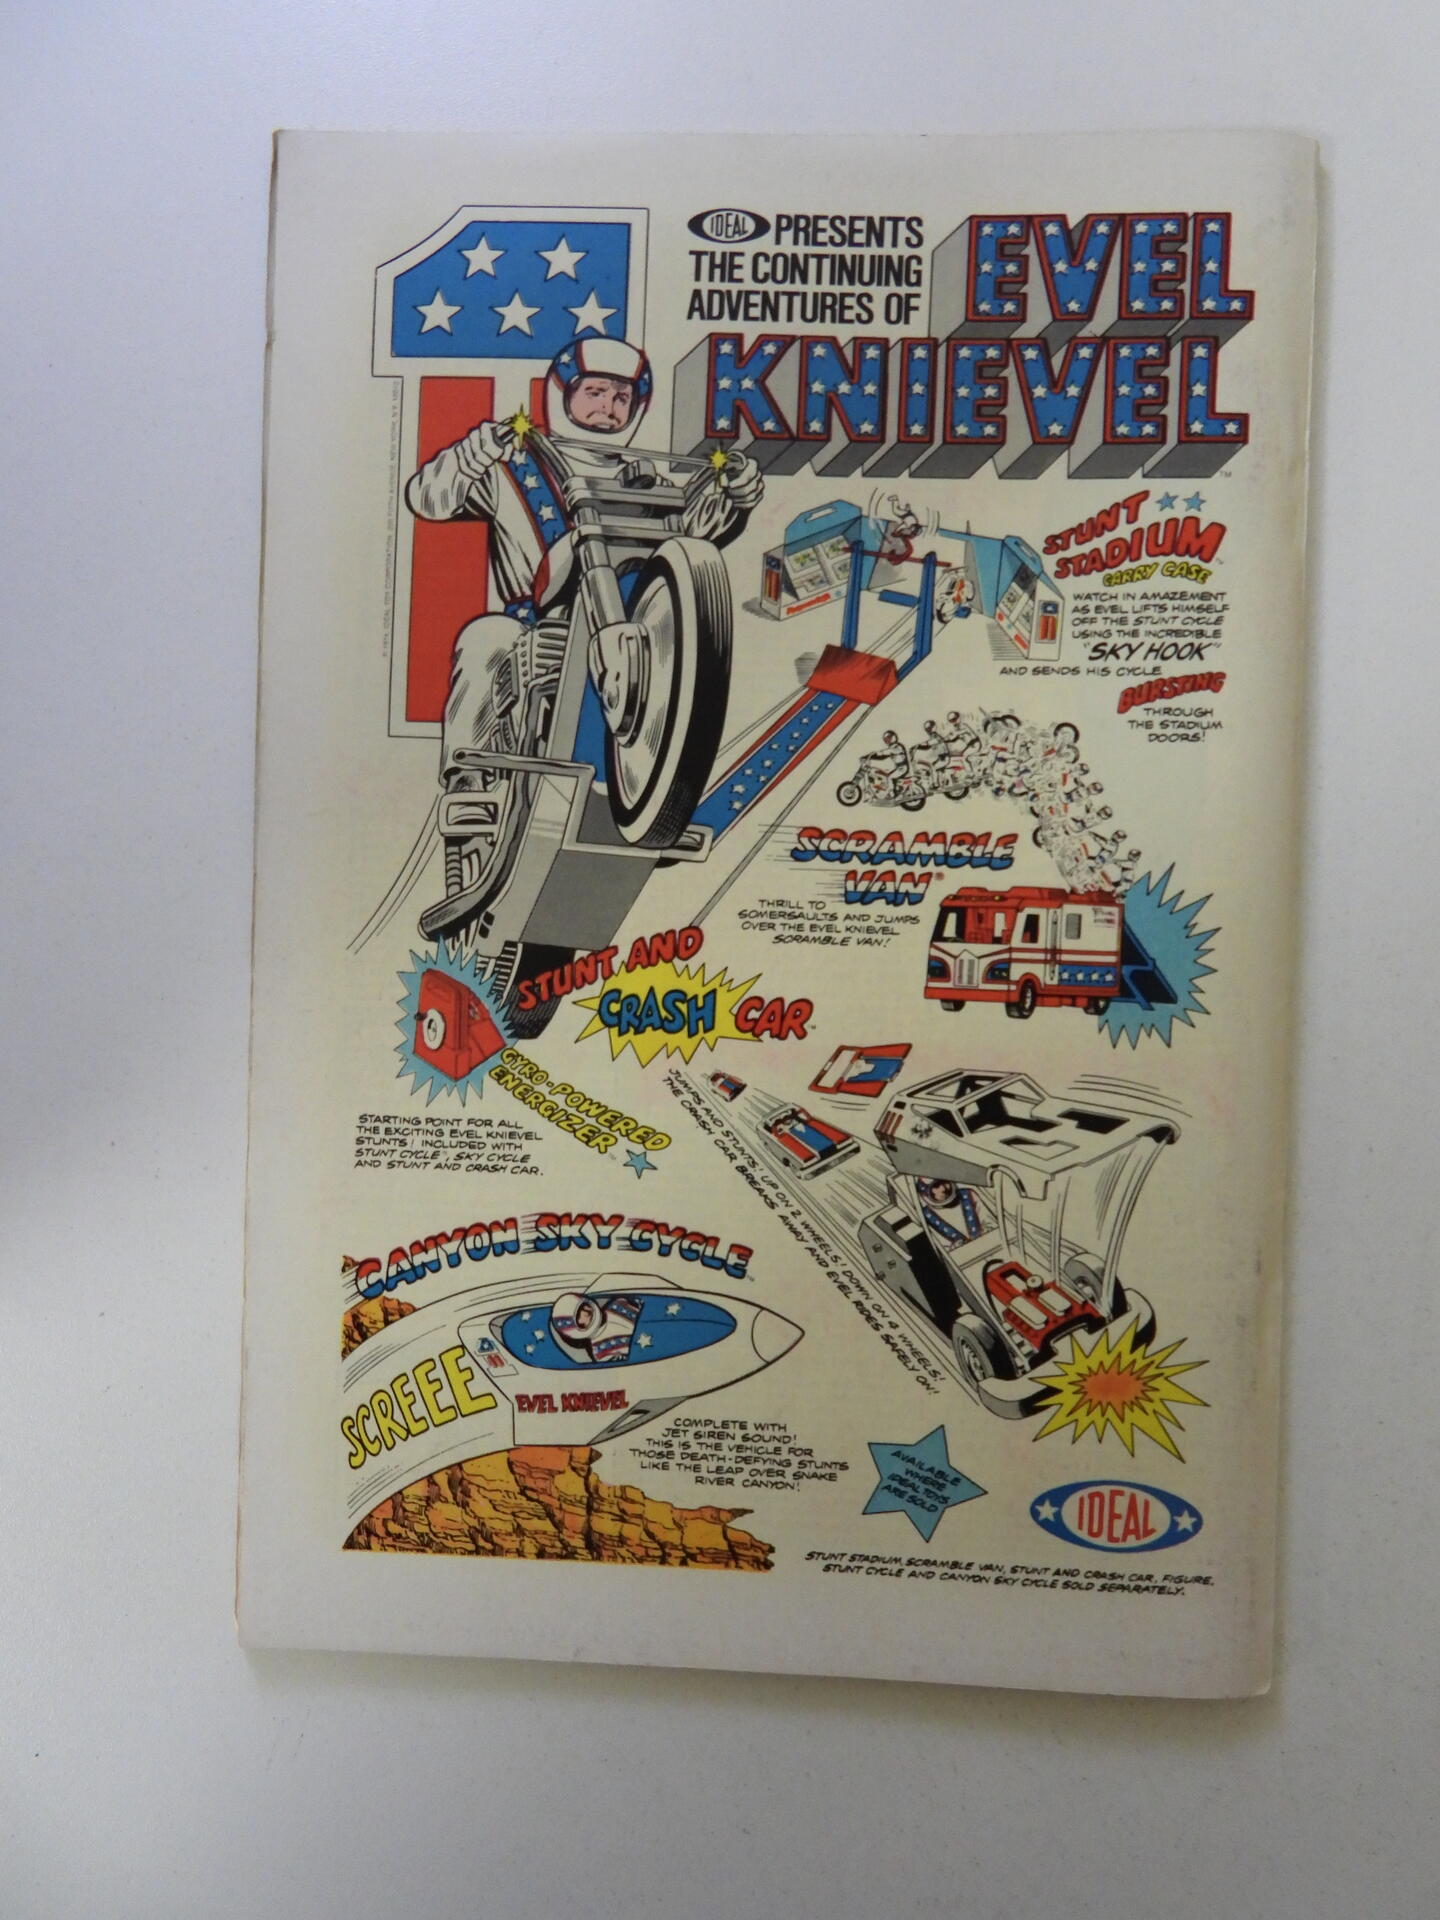 IDEAL PRESENTS
THE CONTINUING
ADVENTURES OF
EVEL
KNIEVEL
TM
STUNT
STADIUM
CARRY CASE
WATCH IN AMAZEMENT
AS EVEL LIFTS HIMSELF
OFF THE STUNT CYCLE
USING THE INCREDIBLE
"SKY HOOK"
AND SENDS HIS CYCLE
BURSTING
THROUGH
THE STADIUM
DOORS!
SCRAMBLE
VAN®
THRILL TO
SOMERSAULTS AND JUMPS
OVER THE EVEL KNIEVEL
SCRAMBLE VAN!
STUNT AND
CRASH CAR™
JUMPS AND STUNTS! UP ON 2 WHEELS! DOWN ON 4 WHEELS!
THE CRASH CAR BREAKS AWAY AND EVEL RIDES SAFELY ON!
GYRO-POWERED
ENERGIZER™
STARTING POINT FOR ALL
THE EXCITING EVEL KNIEVEL
STUNTS! INCLUDED WITH
STUNT CYCLE, SKY CYCLE
AND STUNT AND CRASH CAR.
CANYON SKY CYCLE™
SCREEE
EVEL KNIEVEL
COMPLETE WITH
JET SIREN SOUND!
THIS IS THE VEHICLE FOR
THOSE DEATH-DEFYING STUNTS
LIKE THE LEAP OVER SNAKE
RIVER CANYON!
AVAILABLE
WHERE
IDEAL TOYS
ARE SOLD
IDEAL
STUNT STADIUM, SCRAMBLE VAN, STUNT AND CRASH CAR, FIGURE,
STUNT CYCLE AND CANYON SKY CYCLE SOLD SEPARATELY.